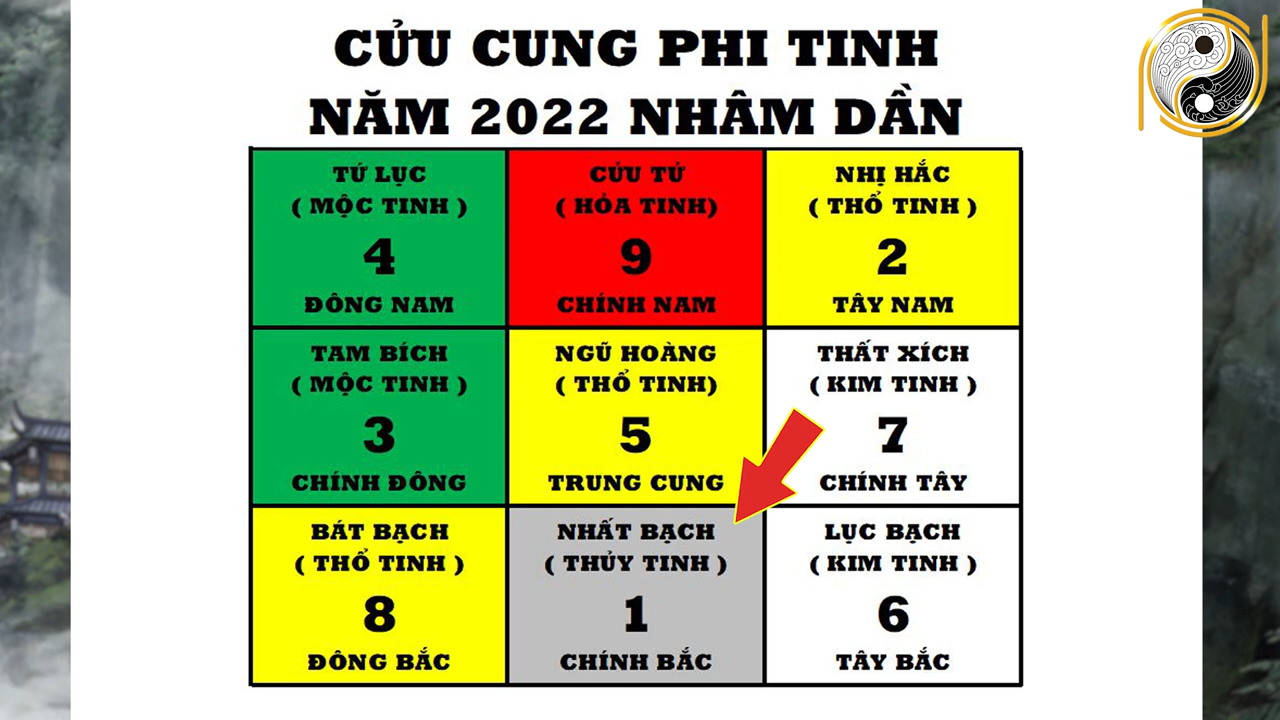 CỬU CUNG PHI TINH
NĂM 2022 NHÂM DẦN
TỨ LỤC
( MỘC TINH )
4
ĐÔNG NAM
CỬU TỬ
( HỎA TINH)
9
CHÍNH NAM
NHỊ HẮC
( THỔ TINH )
2
TÂY NAM
TAM BÍCH
( MỘC TINH )
3
CHÍNH ĐÔNG
NGŨ HOÀNG
( THỔ TINH)
5
TRUNG CUNG
THẤT XÍCH
( KIM TINH )
7
CHÍNH TÂY
BÁT BẠCH
( THỔ TINH )
8
ĐÔNG BẮC
NHẤT BẠCH
( THỦY TINH )
1
CHÍNH BẮC
LỤC BẠCH
( KIM TINH )
6
TÂY BẮC